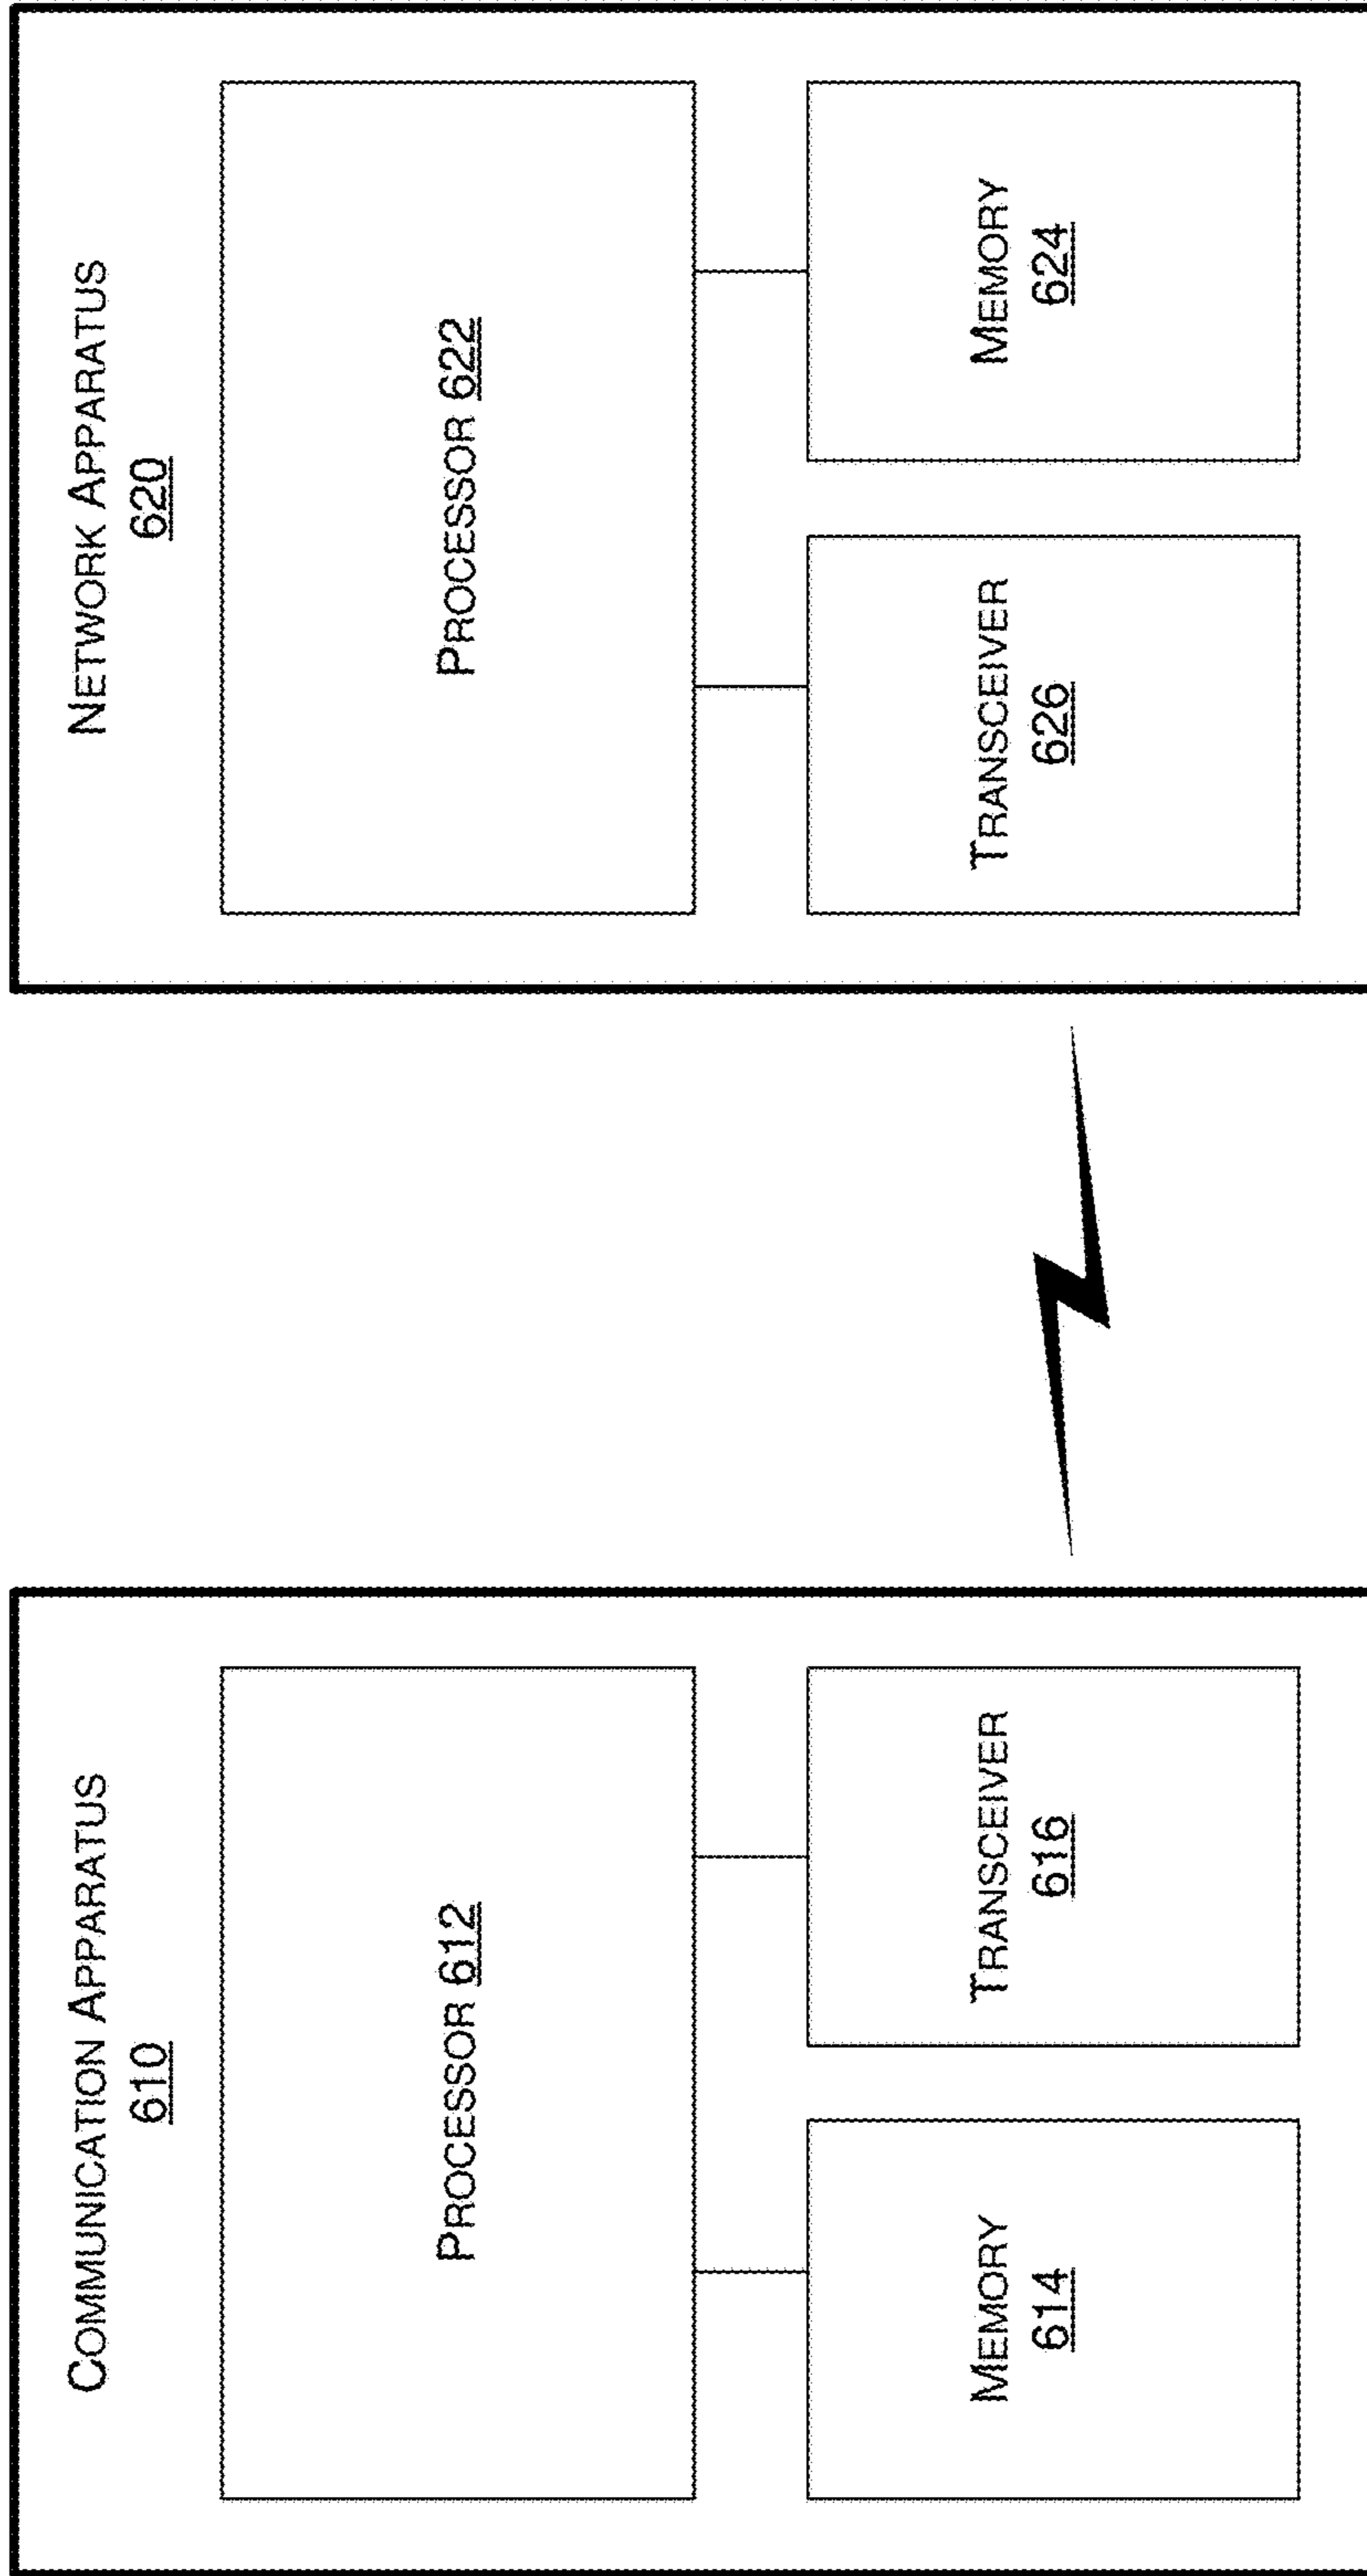 COMMUNICATION APPARATUS
610
PROCESSOR 612
MEMORY
614
TRANSCEIVER
616
NETWORK APPARATUS
620
PROCESSOR 622
TRANSCEIVER
626
MEMORY
624